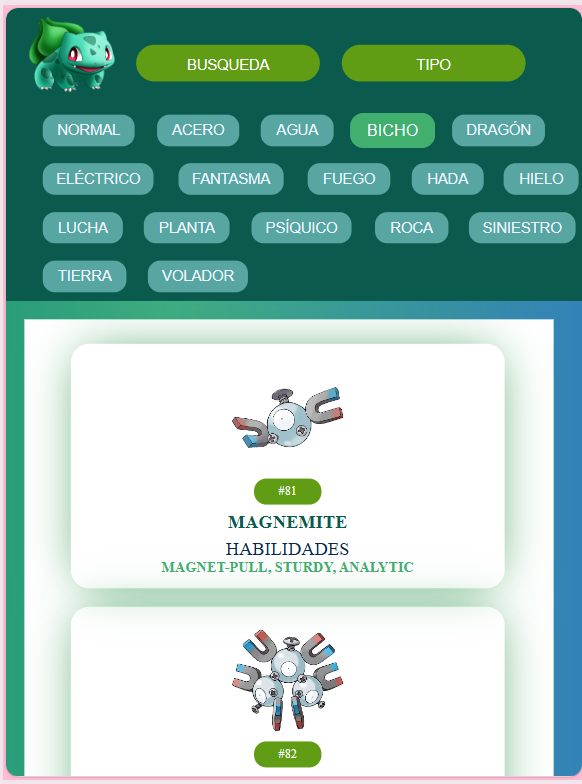 BUSQUEDA TIPO
NORMAL ACERO AGUA BICHO DRAGÓN
ELÉCTRICO FANTASMA FUEGO HADA HIELO
LUCHA PLANTA PSÍQUICO ROCA SINIESTRO
TIERRA VOLADOR
#81
MAGNEMITE
HABILIDADES
MAGNET-PULL, STURDY, ANALYTIC
#82